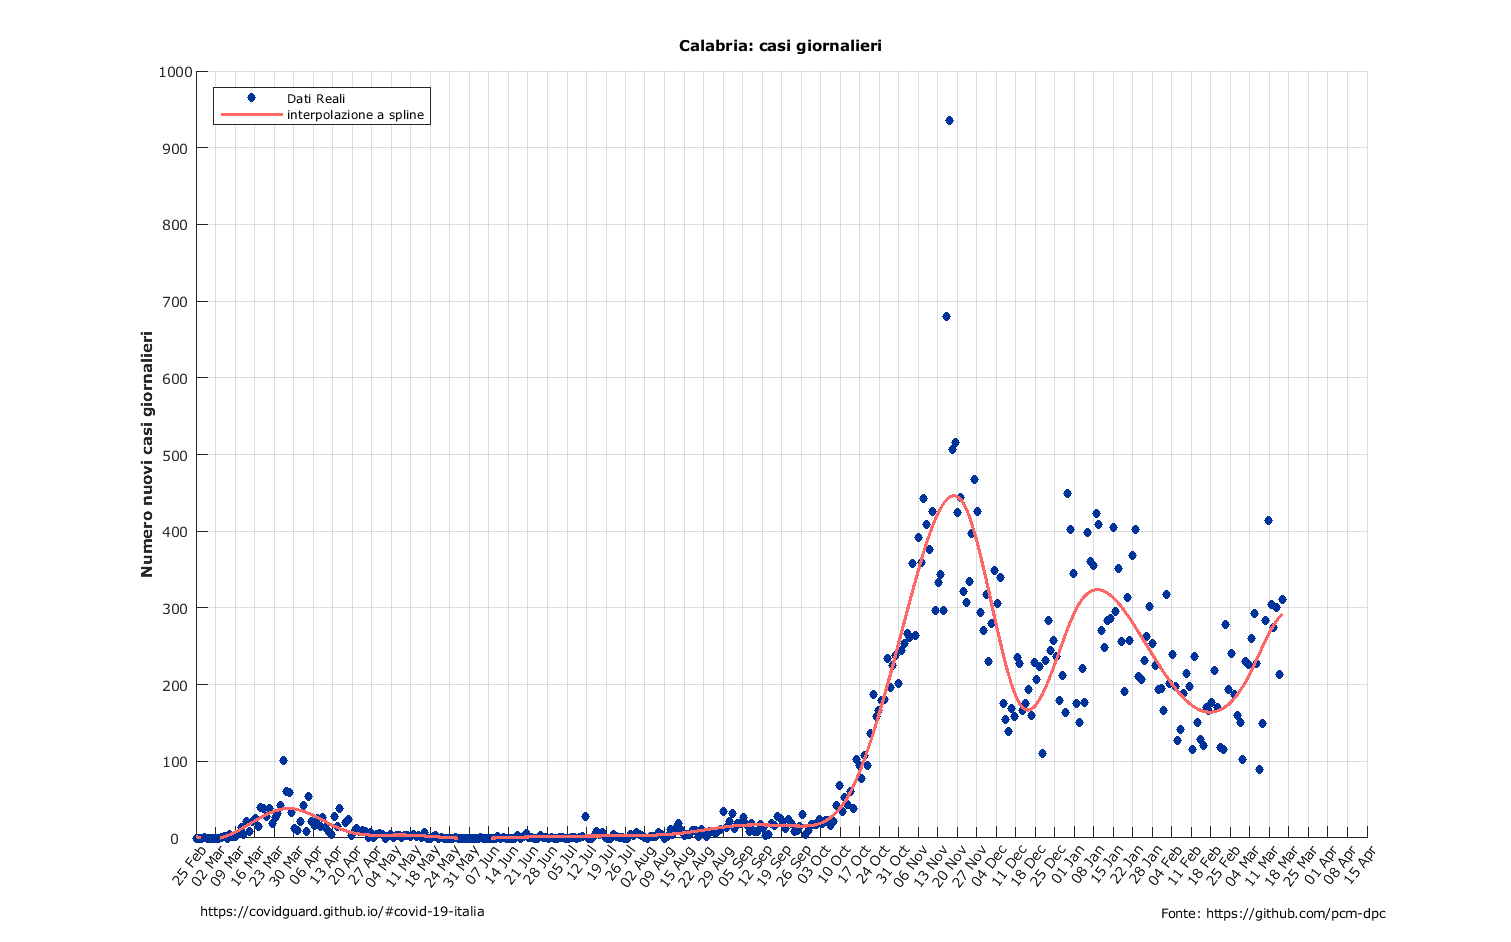 Calabria: casi giornalieri
Dati Reali
interpolazione a spline
Numero nuovi casi giornalieri
1000
900
800
700
600
500
400
300
200
100
0
25 Feb
02 Mar
09 Mar
16 Mar
23 Mar
30 Mar
06 Apr
13 Apr
20 Apr
27 Apr
04 May
11 May
18 May
24 May
31 May
07 Jun
14 Jun
21 Jun
28 Jun
05 Jul
12 Jul
19 Jul
26 Jul
02 Aug
09 Aug
15 Aug
22 Aug
29 Aug
05 Sep
12 Sep
19 Sep
26 Sep
03 Oct
10 Oct
17 Oct
24 Oct
31 Oct
06 Nov
13 Nov
20 Nov
27 Nov
04 Dec
11 Dec
18 Dec
25 Dec
01 Jan
08 Jan
15 Jan
22 Jan
28 Jan
04 Feb
11 Feb
18 Feb
25 Feb
04 Mar
11 Mar
18 Mar
25 Mar
01 Apr
08 Apr
15 Apr
https://covidguard.github.io/#covid-19-italia
Fonte: https://github.com/pcm-dpc